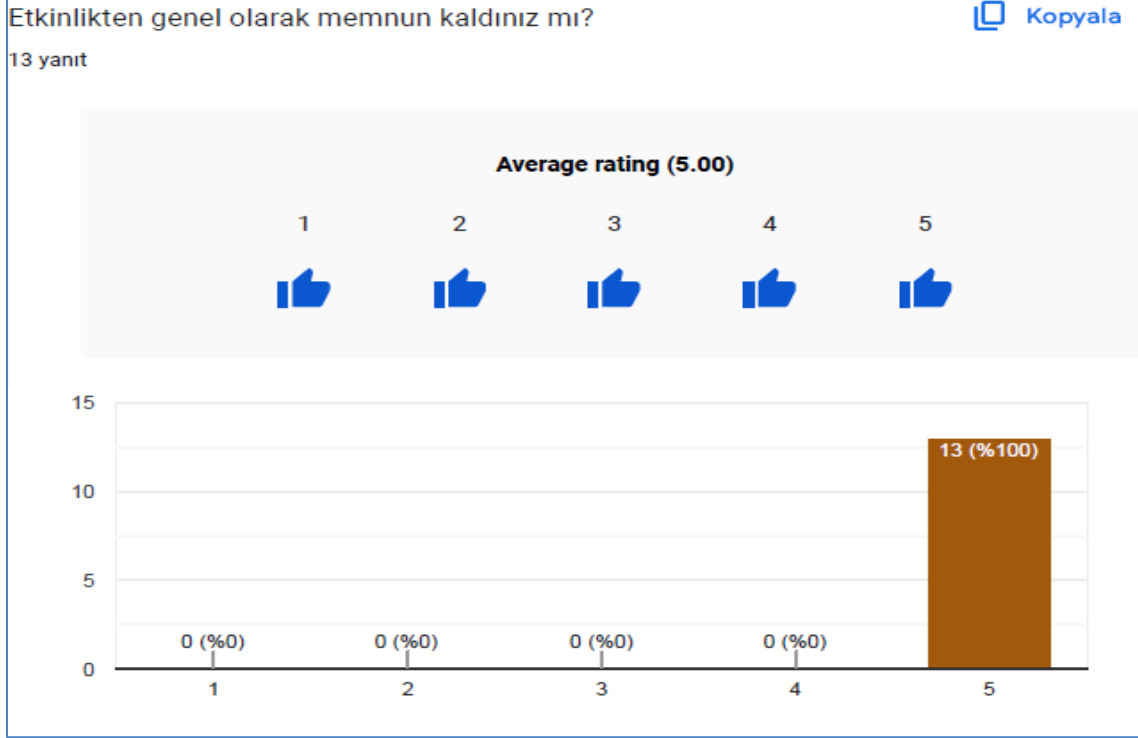 Etkinlikten genel olarak memnun kaldınız mı?
Kopyala
13 yanıt
Average rating (5.00)
1 2 3 4 5
15
13 (%100)
10
5
0 (%0) 0 (%0) 0 (%0) 0 (%0)
0
1 2 3 4 5